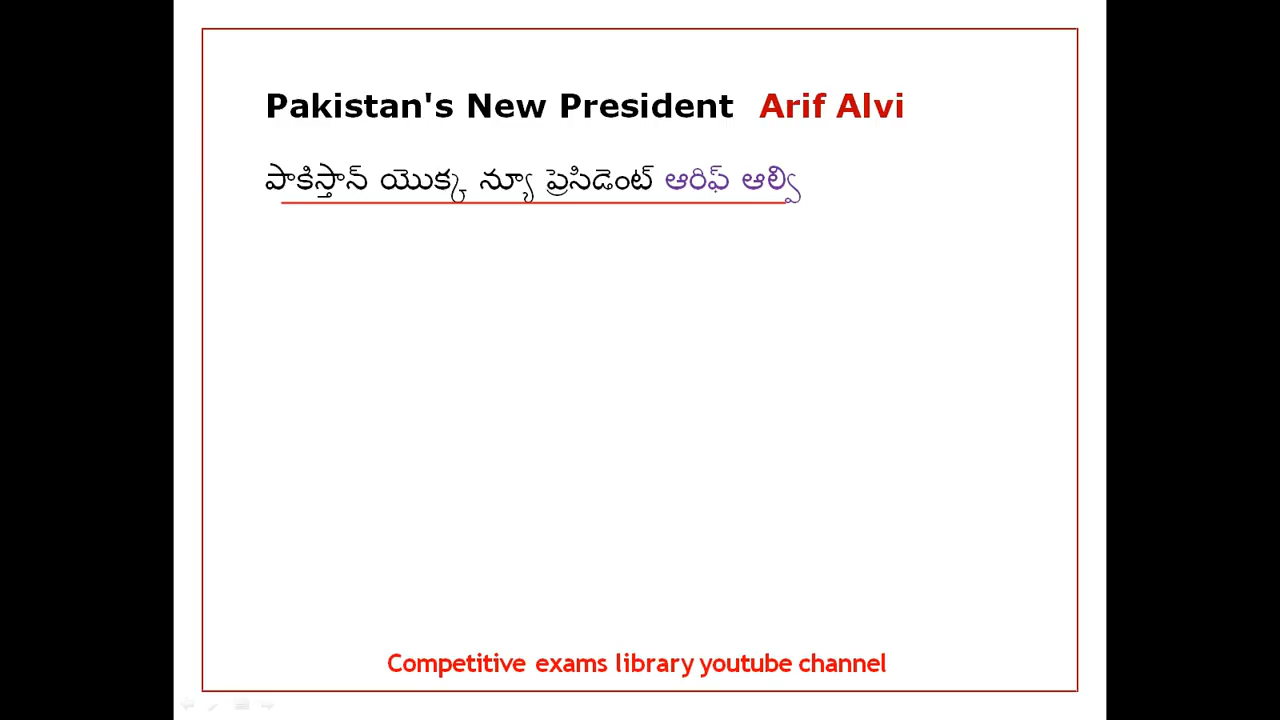 Pakistan's New President Arif Alvi
పాకిస్తాన్ యొక్క న్యూ ప్రెసిడెంట్ ఆరిఫ్ ఆల్వి
Competitive exams library youtube channel